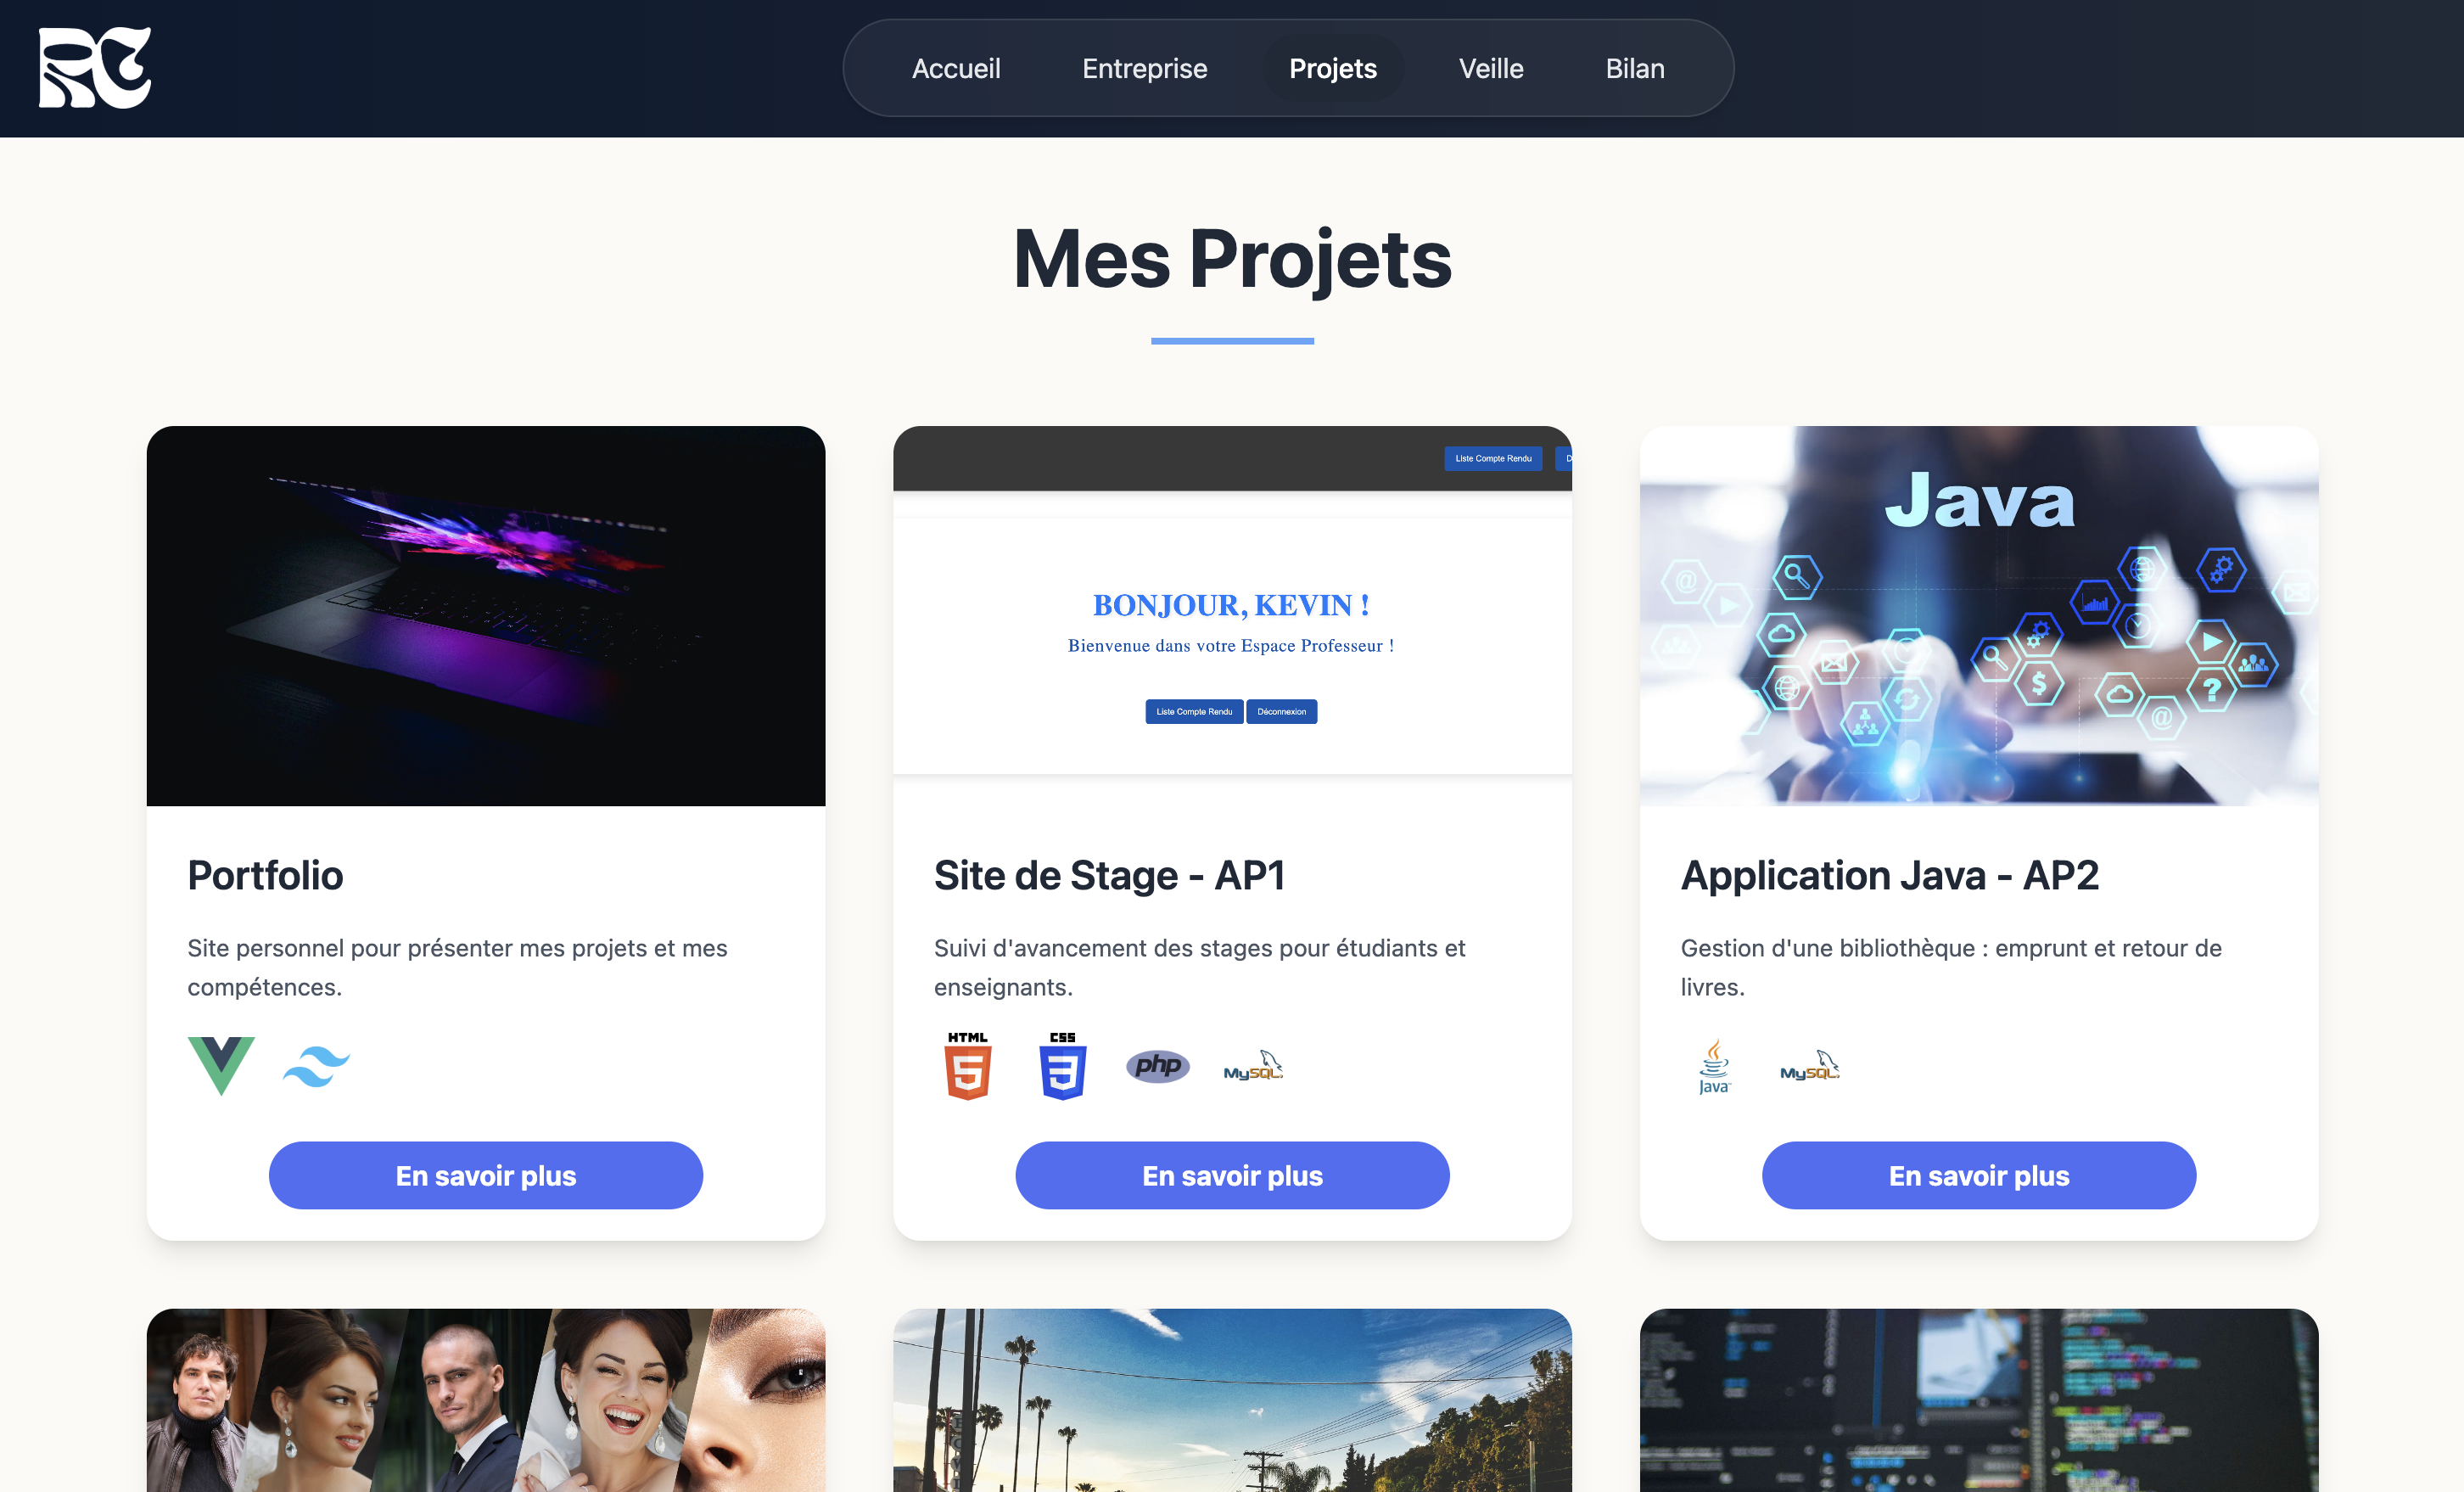 RC
Accueil
Entreprise
Projets
Veille
Bilan
Mes Projets
Liste Compte Rendu
BONJOUR, KEVIN !
Bienvenue dans votre Espace Professeur !
Liste Compte Rendu
Déconnexion
Java
Portfolio
Site personnel pour présenter mes projets et mes
compétences.
En savoir plus
Site de Stage - AP1
Suivi d'avancement des stages pour étudiants et
enseignants.
HTML
CSS
php
MySQL
En savoir plus
Application Java - AP2
Gestion d'une bibliothèque : emprunt et retour de
livres.
Java
MySQL
En savoir plus